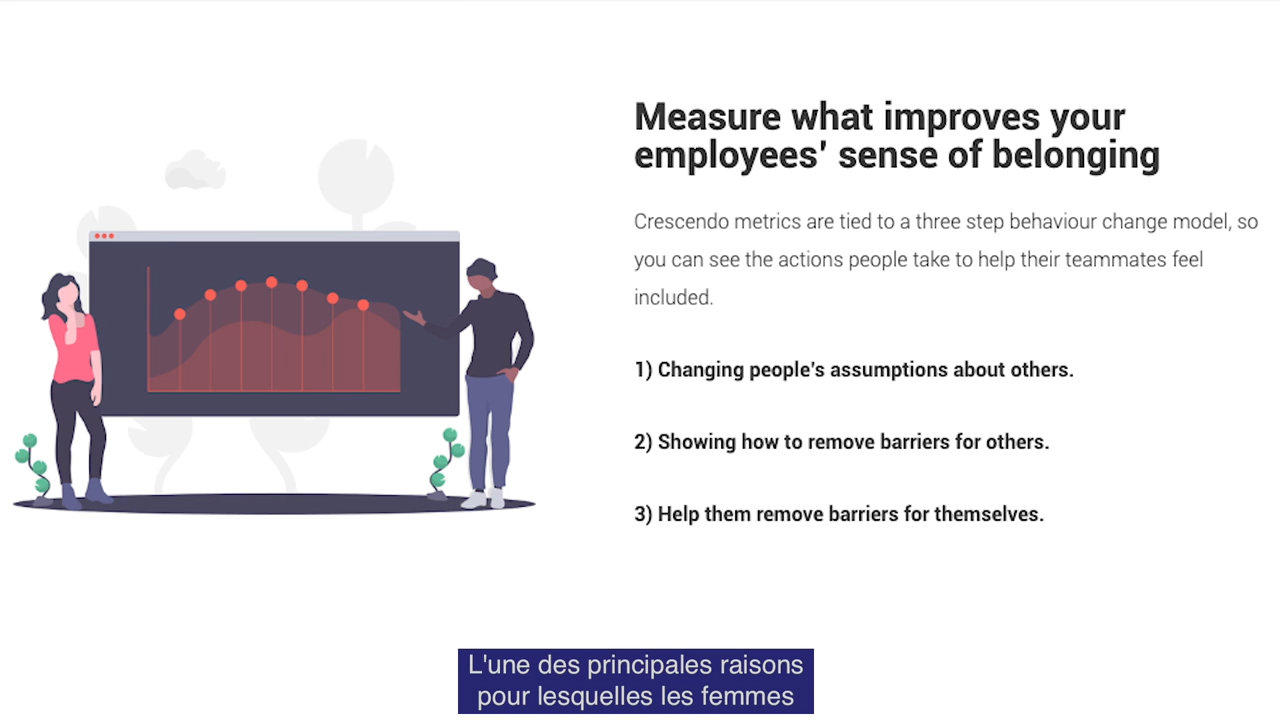 Measure what improves your
employees' sense of belonging
Crescendo metrics are tied to a three step behaviour change model, so
you can see the actions people take to help their teammates feel
included.
1) Changing people's assumptions about others.
2) Showing how to remove barriers for others.
3) Help them remove barriers for themselves.
L'une des principales raisons
pour lesquelles les femmes